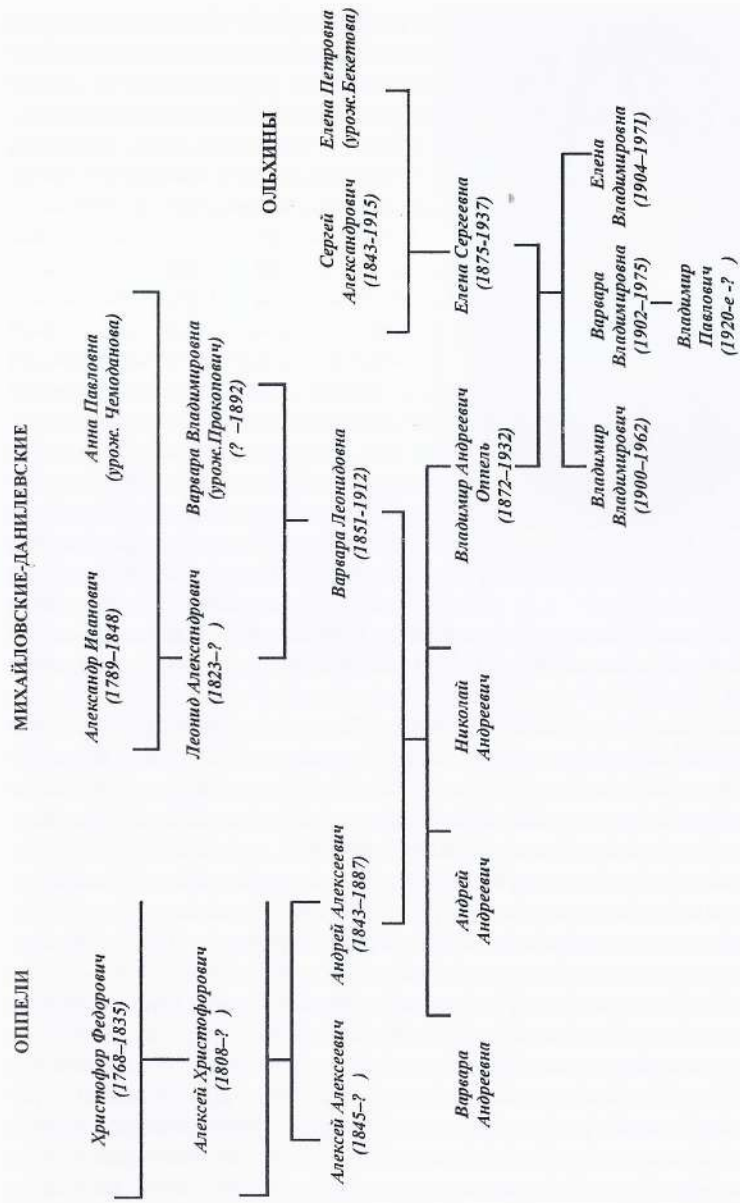 ОППЕЛИ
МИХАЙЛОВСКИЕ-ДАНИЛЕВСКИЕ
Христофор Федорович
(1768–1835)
Александр Иванович
(1789–1848)
Анна Павловна
(урож. Чемоданова)
Алексей Христофорович
(1808–? )
Леонид Александрович
(1823–? )
Варвара Владимировна
(урож.Прокопович)
(? –1892)
ОЛЬХИНЫ
Алексей Алексеевич
(1845–? )
Андрей Алексеевич
(1843–1887)
Варвара Леонидовна
(1851-1912)
Сергей
Александрович
(1843-1915)
Елена Петровна
(урож.Бекетова)
Варвара
Андреевна
Андрей
Андреевич
Николай
Андреевич
Владимир Андреевич
Оппель
(1872–1932)
Елена Сергеевна
(1875-1937)
Владимир
Владимирович
(1900–1962)
Варвара
Владимировна
(1902–1975)
Елена
Владимировна
(1904–1971)
Владимир
Павлович
(1920-е -? )